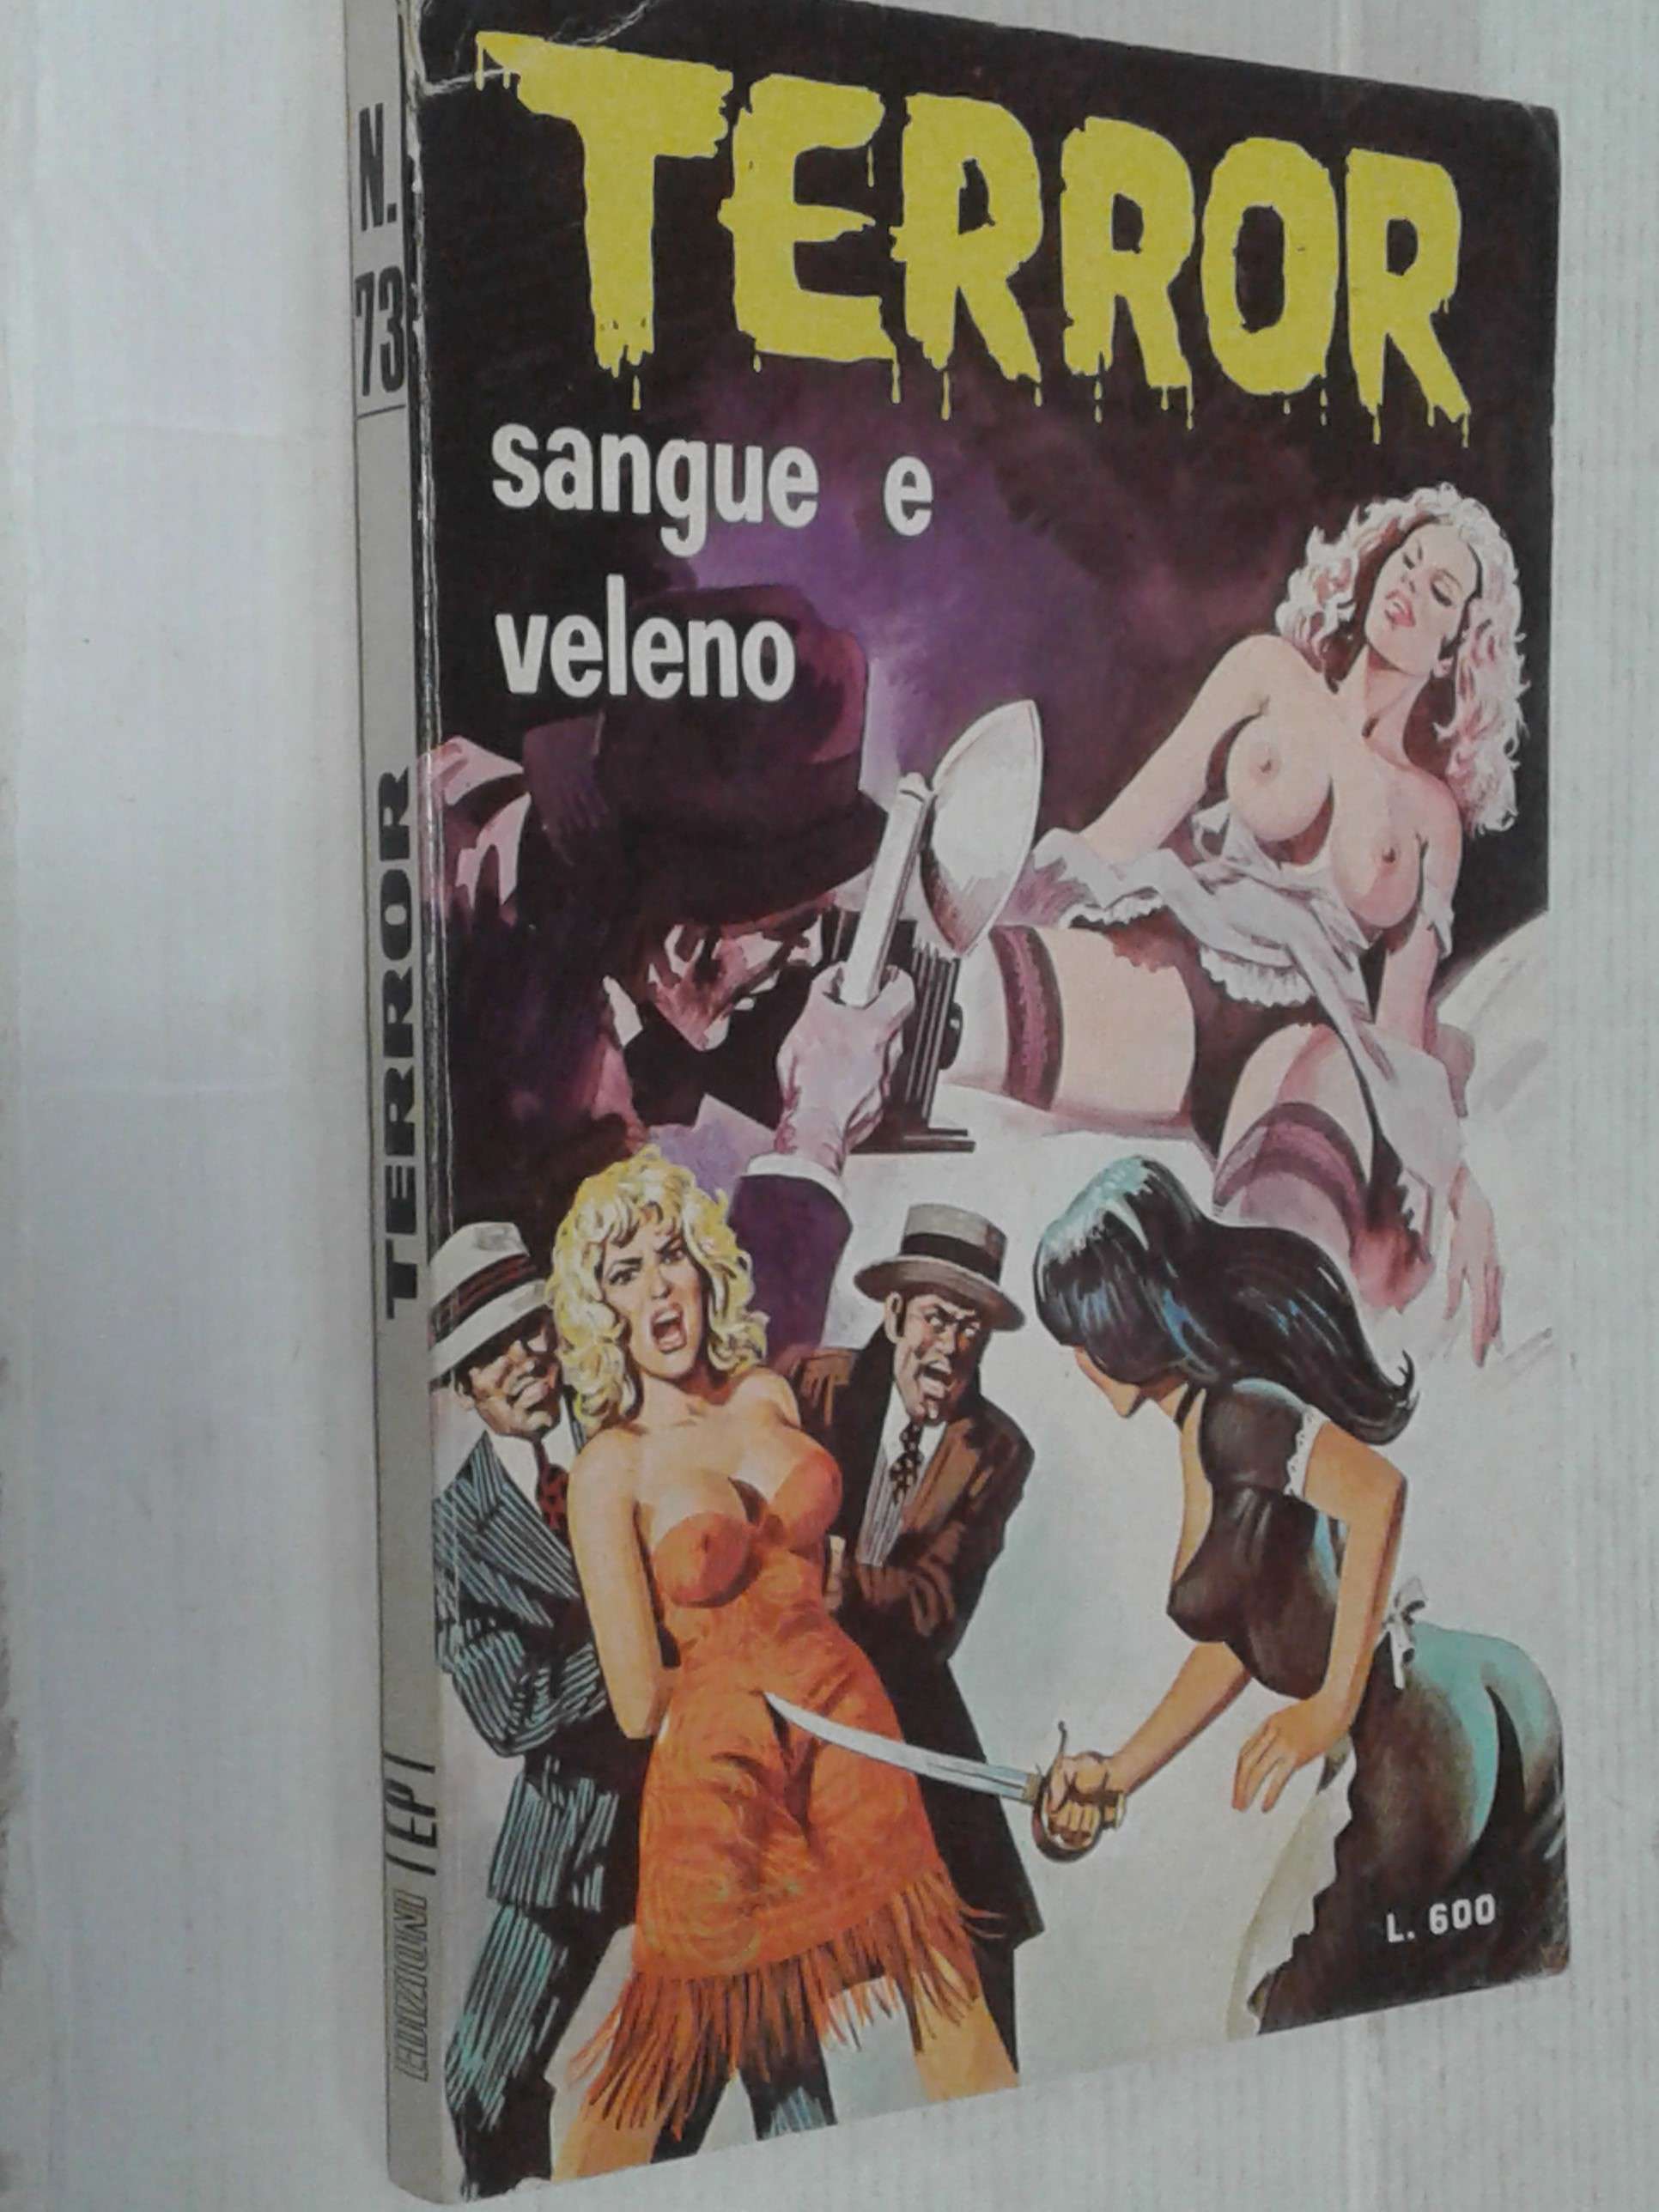 TERROR
sangue e
veleno
L. 600
N. 73
TERROR
EDIZIONI EP